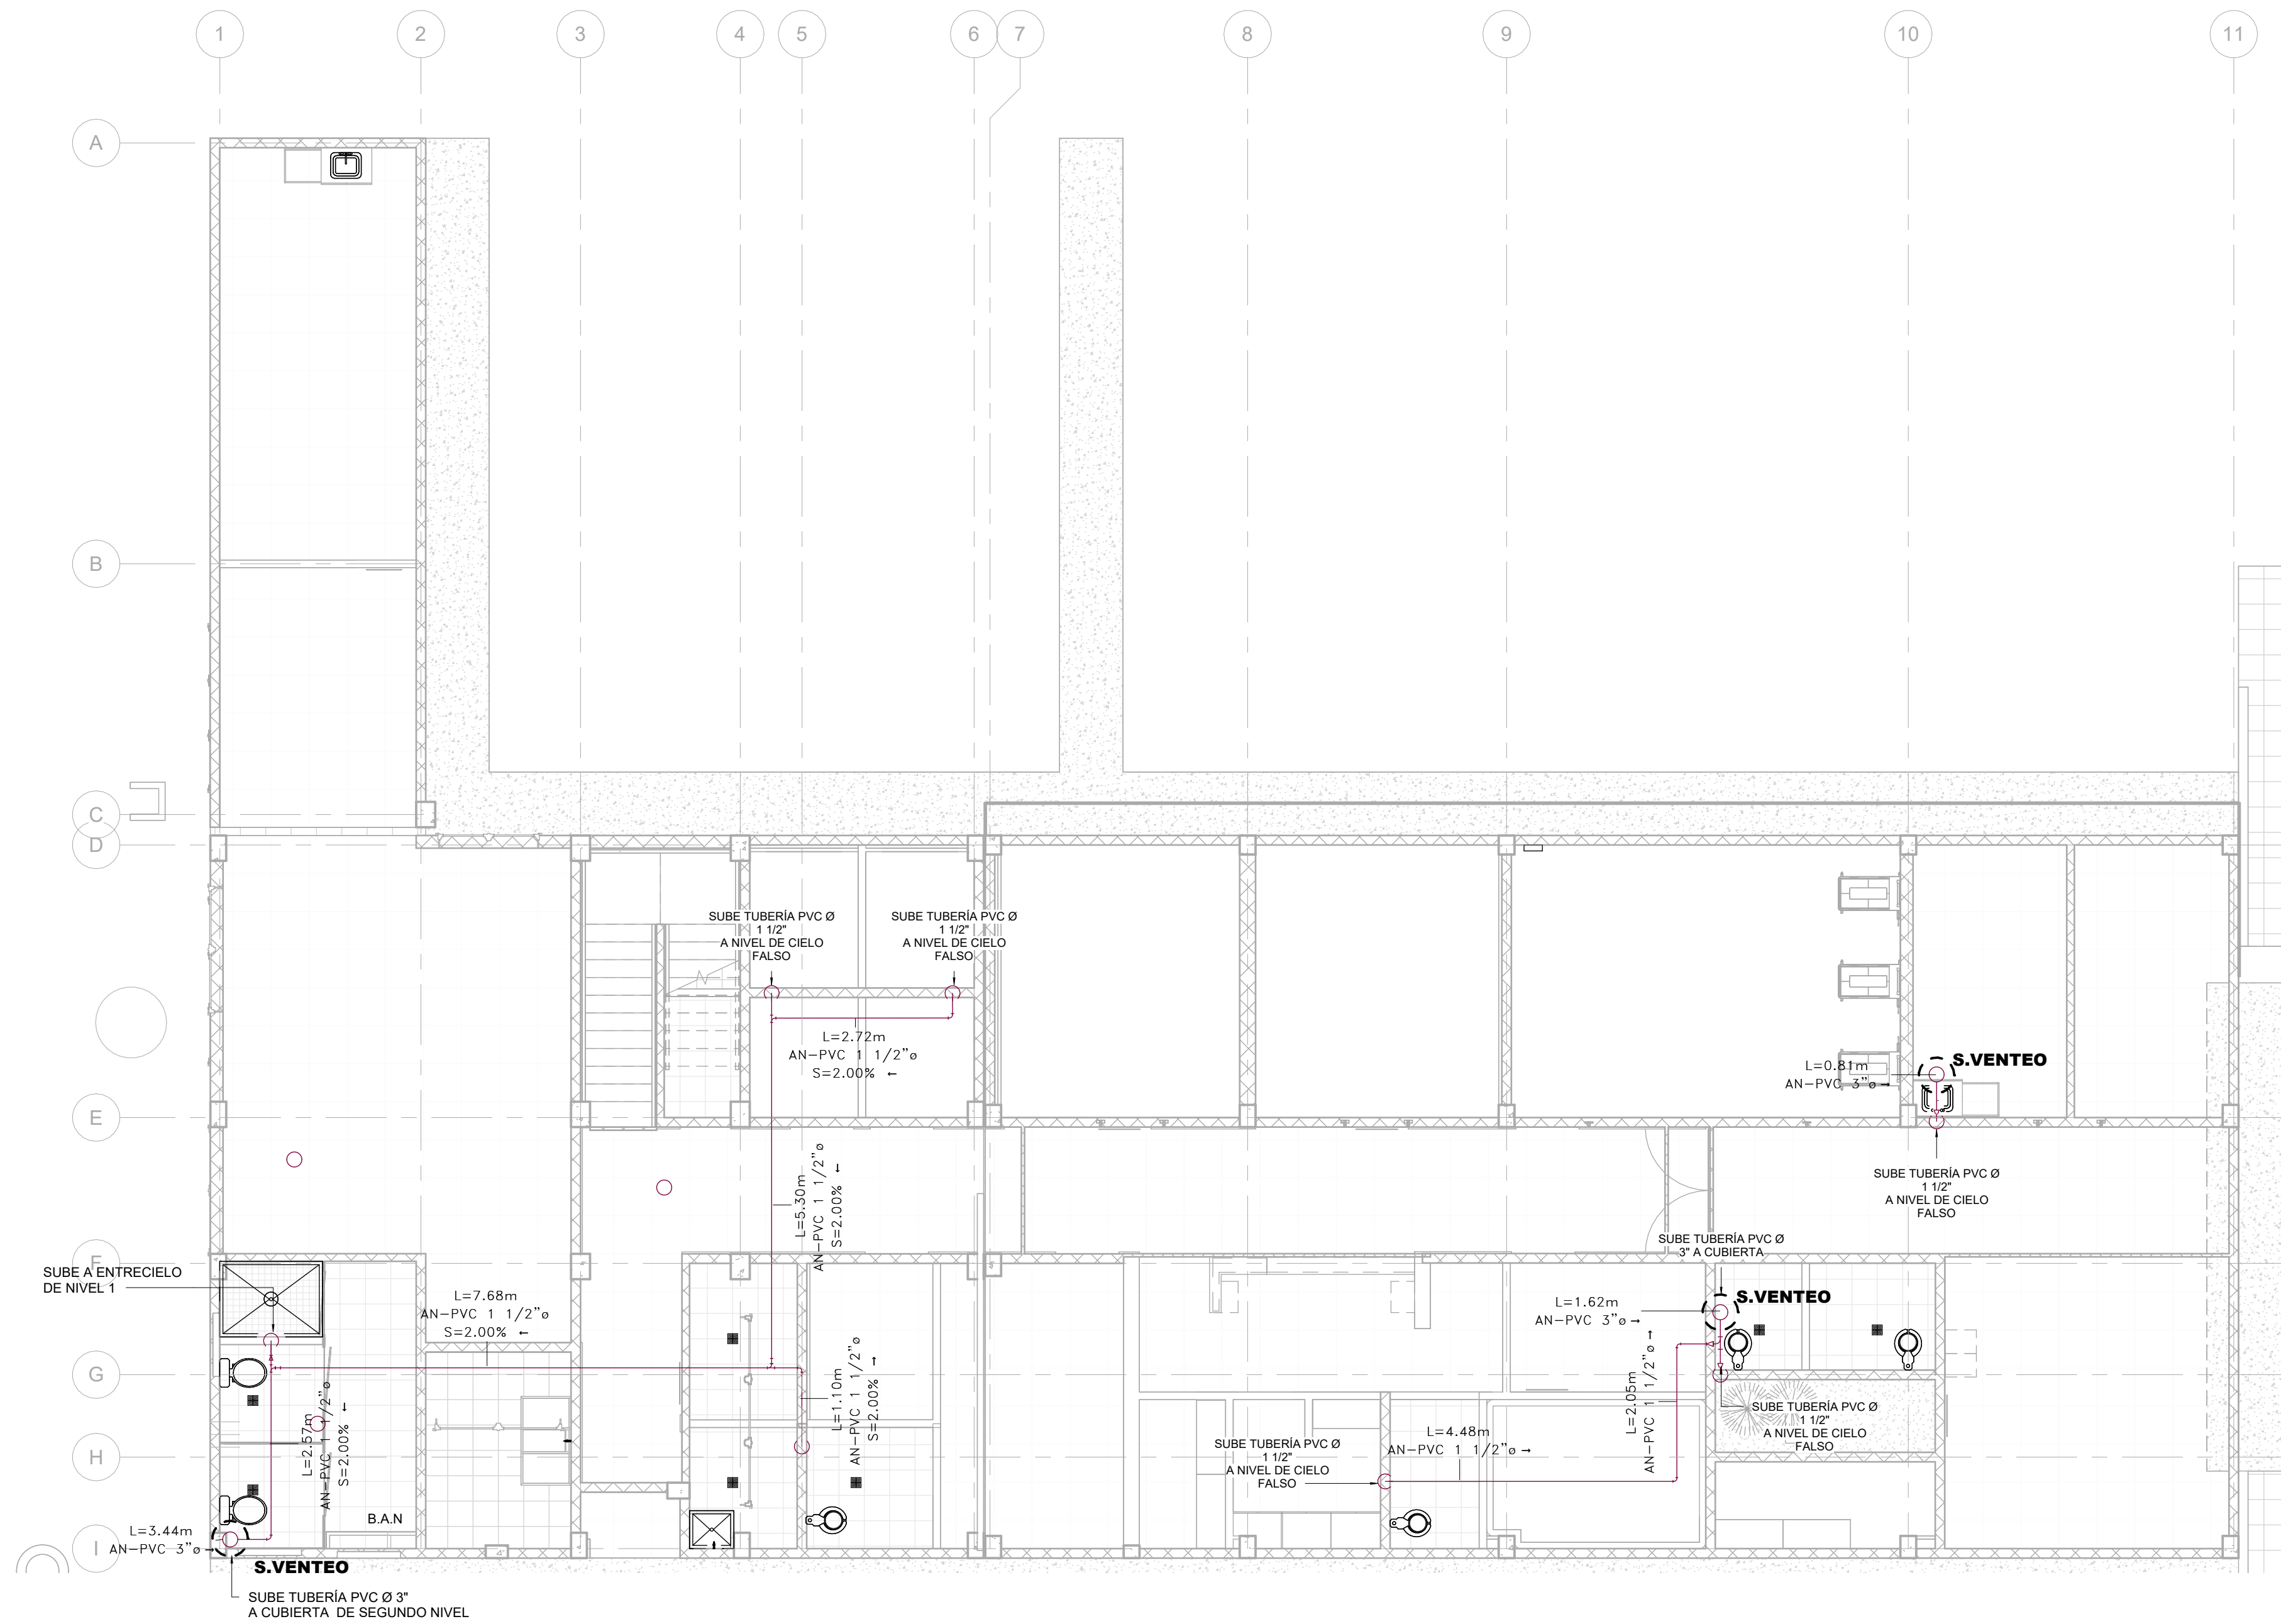 1
2
3
4
5
6
7
8
9
10
11
A
B
C
D
SUBE TUBERÍA PVC Ø
1 1/2"
A NIVEL DE CIELO
FALSO
SUBE TUBERÍA PVC Ø
1 1/2"
A NIVEL DE CIELO
FALSO
L=2.72m
AN-PVC 1 1/2"ø
S=2.00% ←
S.VENTEO
L=0.81m
AN-PVC 3"ø→
E
L=5.30m
AN-PVC 1 1/2"ø
S=2.00% ←
SUBE TUBERÍA PVC Ø
1 1/2"
A NIVEL DE CIELO
FALSO
F
SUBE A ENTRECIELO
DE NIVEL 1
SUBE TUBERÍA PVC Ø
3" A CUBIERTA
S.VENTEO
L=7.68m
AN-PVC 1 1/2"ø
S=2.00% ←
L=1.62m
AN-PVC 3"ø→
G
L=1.10m
AN-PVC 1 1/2"ø
S=2.00% →
L=2.05m
AN-PVC 1 1/2"ø →
SUBE TUBERÍA PVC Ø
1 1/2"
A NIVEL DE CIELO
FALSO
L=2.57m
AN-PVC 1 1/2"ø
S=2.00% ←
H
SUBE TUBERÍA PVC Ø
1 1/2"
A NIVEL DE CIELO
FALSO
L=4.48m
AN-PVC 1 1/2"ø→
B.A.N
L=3.44m
AN-PVC 3"ø→
I
S.VENTEO
SUBE TUBERÍA PVC Ø 3"
A CUBIERTA DE SEGUNDO NIVEL